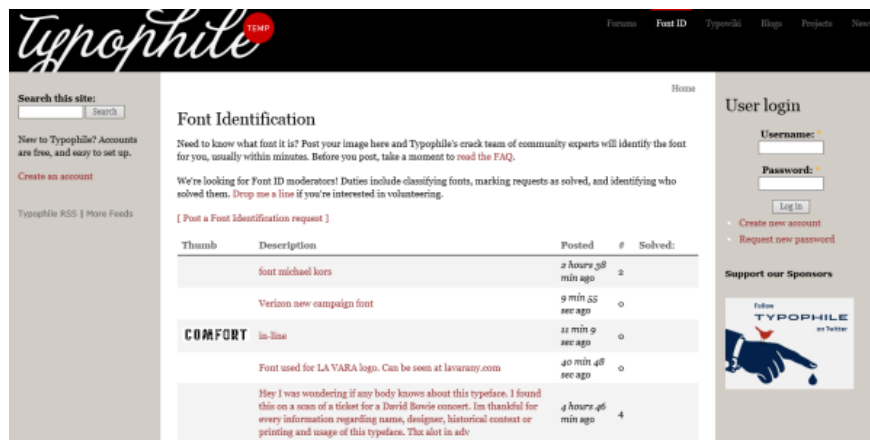 Typophile
TEMP
Forums Font ID Typowiki Blogs Projects New
Search this site:
Search
New to Typophile? Accounts
are free, and easy to set up.
Create an account
Typophile RSS | More Feeds
Home
Font Identification
Need to know what font it is? Post your image here and Typophile's crack team of community experts will identify the font
for you, usually within minutes. Before you post, take a moment to read the FAQ.
We're looking for Font ID moderators! Duties include classifying fonts, marking requests as solved, and identifying who
solved them. Drop me a line if you're interested in volunteering.
[ Post a Font Identification request ]
Thumb Description Posted # Solved:
font michael kors 2 hours 38
min ago 2
Verizon new campaign font 9 min 55
sec ago 0
COMFORT in-line 11 min 9
sec ago 0
Font used for LA VARA logo. Can be seen at lavarany.com 40 min 48
sec ago 0
Hey I was wondering if any body knows about this typeface. I found
this on a scan of a ticket for a David Bowie concert. Im thankful for
every information regarding name, designer, historical context or
printing and usage of this typeface. Thx alot in adv
4 hours 46
min ago 4
User login
Username: *
Password: *
Log in
Create new account
Request new password
Support our Sponsors
Follow
TYPOPHILE
on Twitter